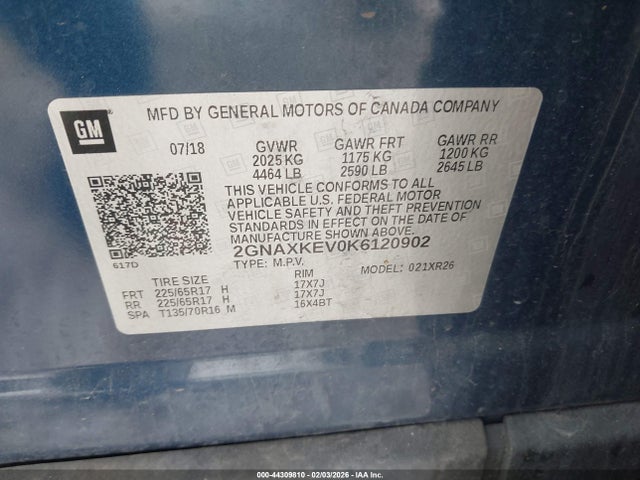 GM
MFD BY GENERAL MOTORS OF CANADA COMPANY
07/18 GVWR GAWR FRT GAWR RR
2025 KG 1175 KG 1200 KG
4464 LB 2590 LB 2645 LB
THIS VEHICLE CONFORMS TO ALL
APPLICABLE U.S. FEDERAL MOTOR
VEHICLE SAFETY AND THEFT PREVENTION
STANDARDS IN EFFECT ON THE DATE OF
MANUFACTURE SHOWN ABOVE.
617D
2GNAXKEV0K6120902
TYPE: M.P.V. MODEL: 021XR26
TIRE SIZE RIM
FRT 225/65R17 H 17X7J
RR 225/65R17 H 17X7J
SPA T135/70R16 M 16X4BT
000-44309810 - 02/03/2026 - IAA Inc.